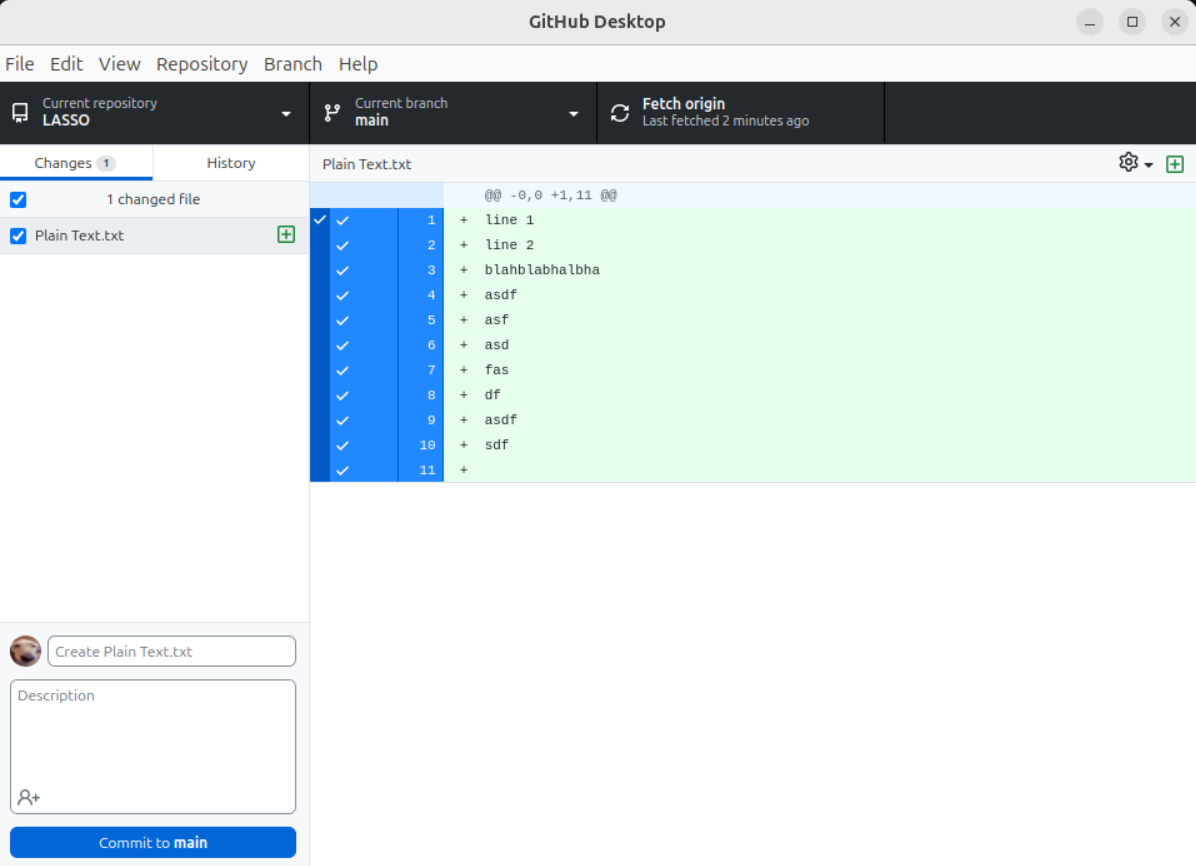 GitHub Desktop
File Edit View Repository Branch Help
Current repository
LASSO
Current branch
main
Fetch origin
Last fetched 2 minutes ago
Changes 1
History
Plain Text.txt
1 changed file
Plain Text.txt
@@ -0,0 +1,11 @@
1 + line 1
2 + line 2
3 + blahblabhalbha
4 + asdf
5 + asf
6 + asd
7 + fas
8 + df
9 + asdf
10 + sdf
11 +
Create Plain Text.txt
Description
Commit to main